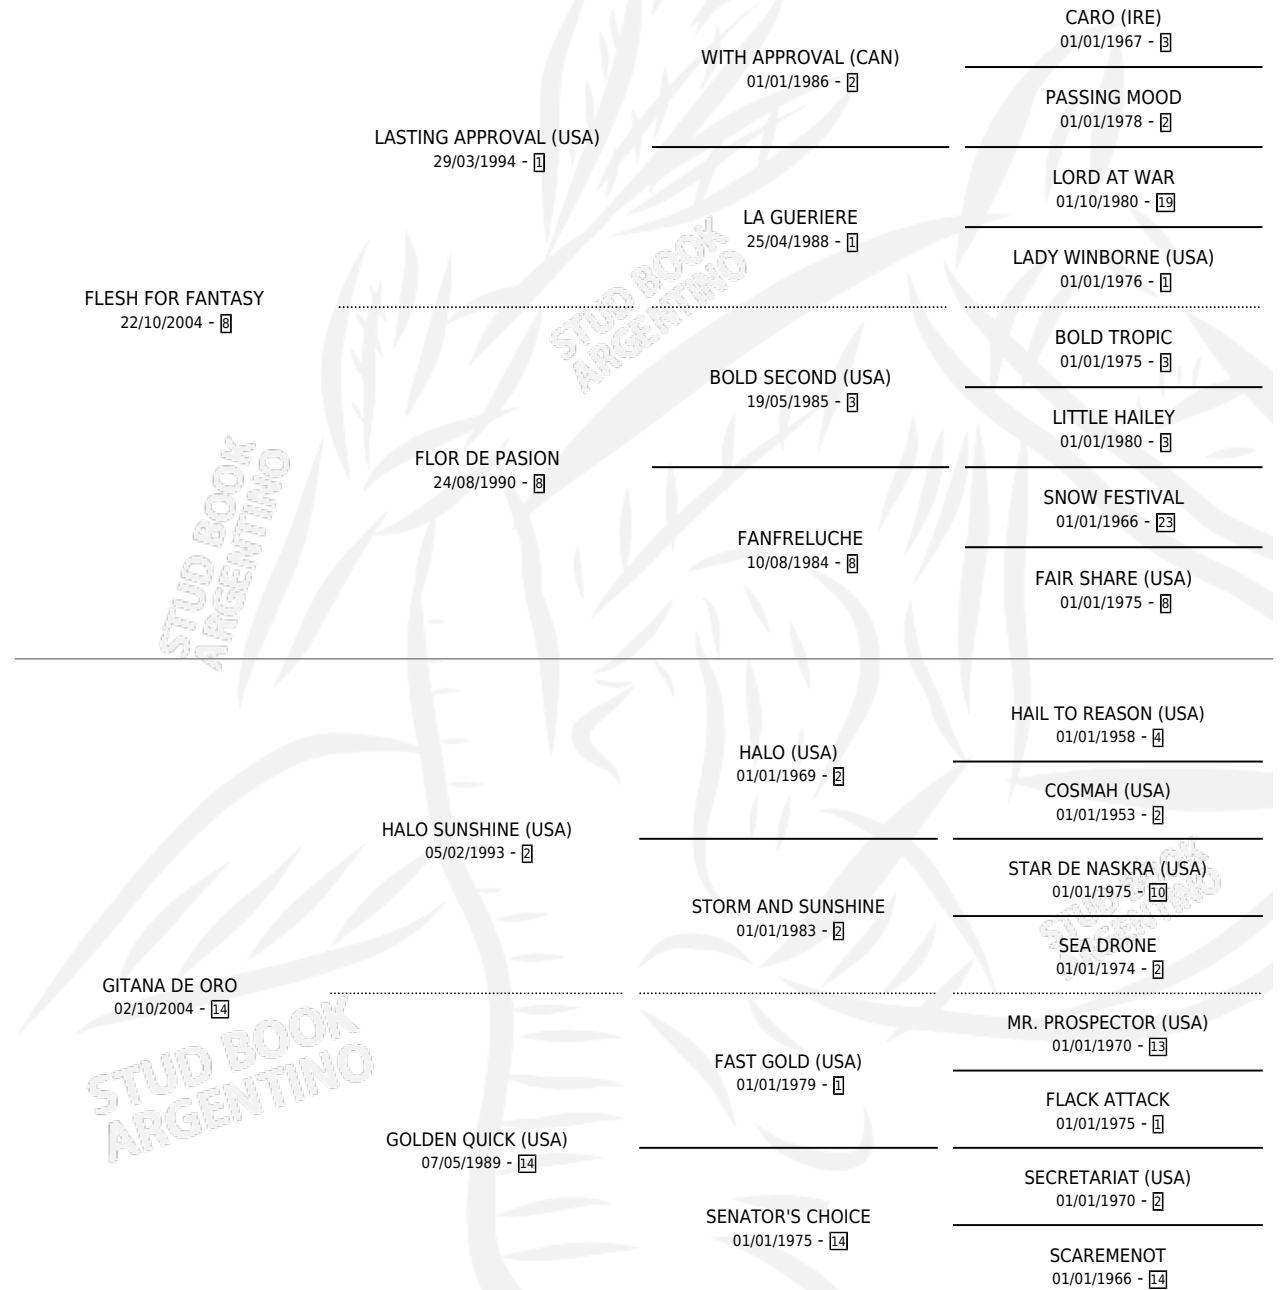 CARO (IRE)
01/01/1967 - 3
WITH APPROVAL (CAN)
01/01/1986 - 2
PASSING MOOD
01/01/1978 - 2
LASTING APPROVAL (USA)
29/03/1994 - 1
LORD AT WAR
01/10/1980 - 19
LA GUERIERE
25/04/1988 - 1
LADY WINBORNE (USA)
01/01/1976 - 1
FLESH FOR FANTASY
22/10/2004 - 8
BOLD TROPIC
01/01/1975 - 3
BOLD SECOND (USA)
19/05/1985 - 3
LITTLE HAILEY
01/01/1980 - 3
FLOR DE PASION
24/08/1990 - 8
SNOW FESTIVAL
01/01/1966 - 23
FANFRELUCHE
10/08/1984 - 8
FAIR SHARE (USA)
01/01/1975 - 8
STUD BOOK
ARGENTINO
STUD BOOK
ARGENTINO
HAIL TO REASON (USA)
01/01/1958 - 4
HALO (USA)
01/01/1969 - 2
COSMAH (USA)
01/01/1953 - 2
HALO SUNSHINE (USA)
05/02/1993 - 2
STAR DE NASKRA (USA)
01/01/1975 - 10
STORM AND SUNSHINE
01/01/1983 - 2
SEA DRONE
01/01/1974 - 2
STUD BOOK
ARGENTINO
GITANA DE ORO
02/10/2004 - 14
MR. PROSPECTOR (USA)
01/01/1970 - 13
FAST GOLD (USA)
01/01/1979 - 1
FLACK ATTACK
01/01/1975 - 1
GOLDEN QUICK (USA)
07/05/1989 - 14
SECRETARIAT (USA)
01/01/1970 - 2
SENATOR'S CHOICE
01/01/1975 - 14
SCAREMENOT
01/01/1966 - 14
STUD BOOK
ARGENTINO